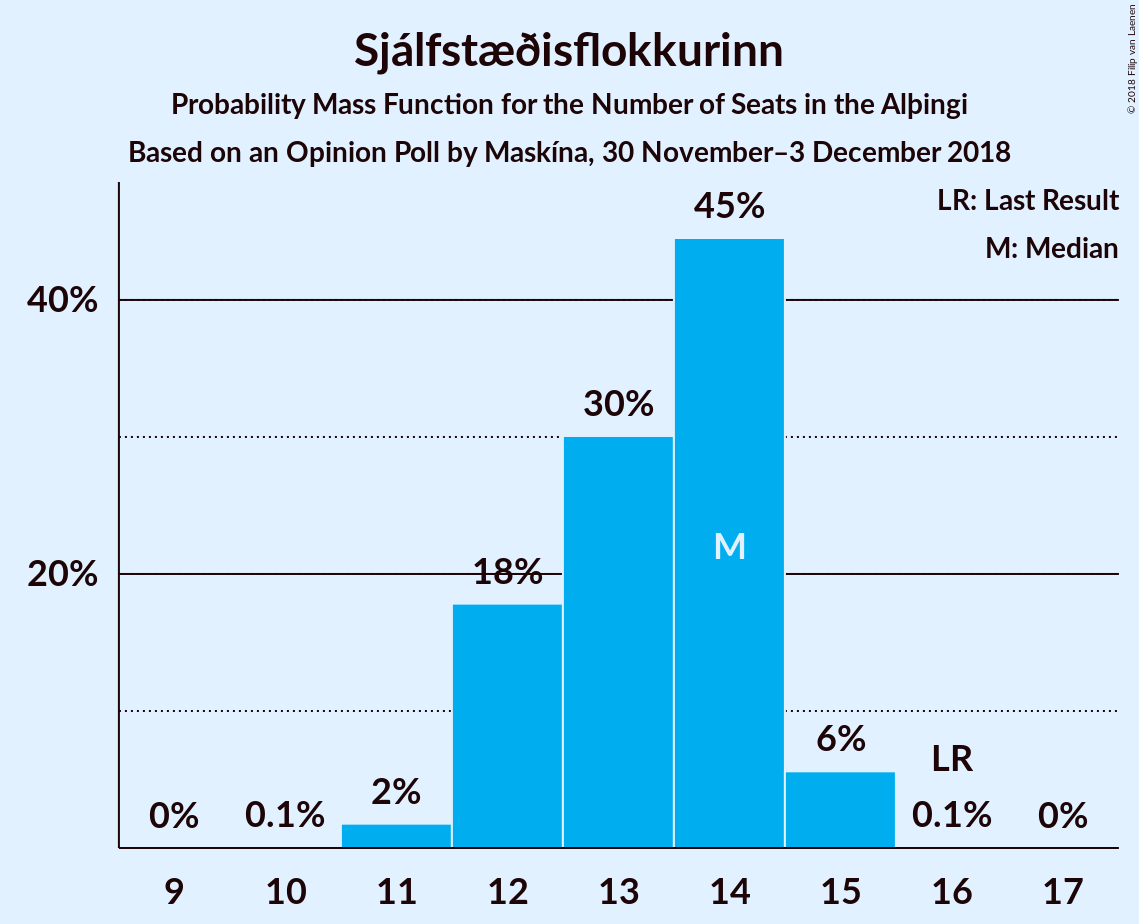 Sjálfstæðisflokkurinn
Probability Mass Function for the Number of Seats in the Alþingi
Based on an Opinion Poll by Maskína, 30 November–3 December 2018
© 2018 Filip van Laenen
LR: Last Result
M: Median
45%
40%
30%
M
20%
18%
6%
LR
2%
0%
0.1%
0.1%
0%
9 10 11 12 13 14 15 16 17